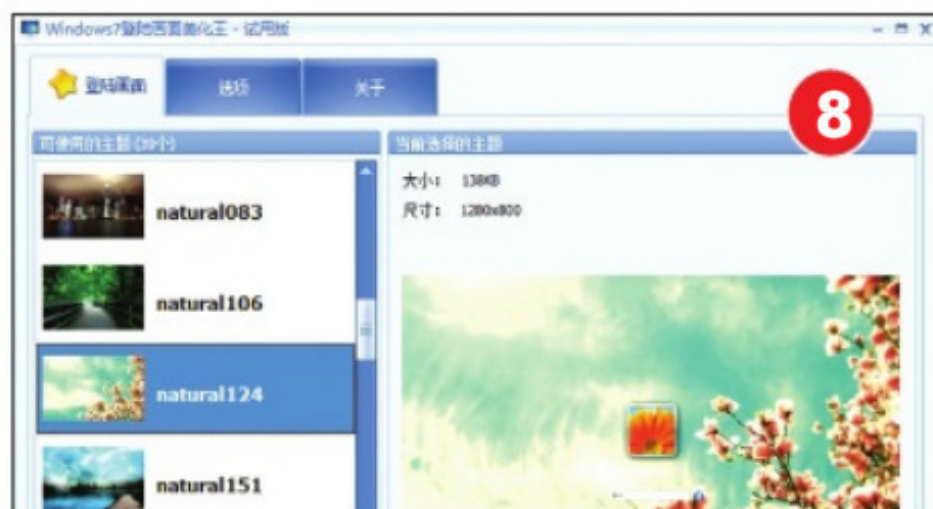 Windows7登陆画面美化王 - 试用版
登陆画面
选项
关于
8
可使用的主题 (39个)
natural083
natural106
natural124
natural151
当前选择的主题
大小: 138KB
尺寸: 1280x800